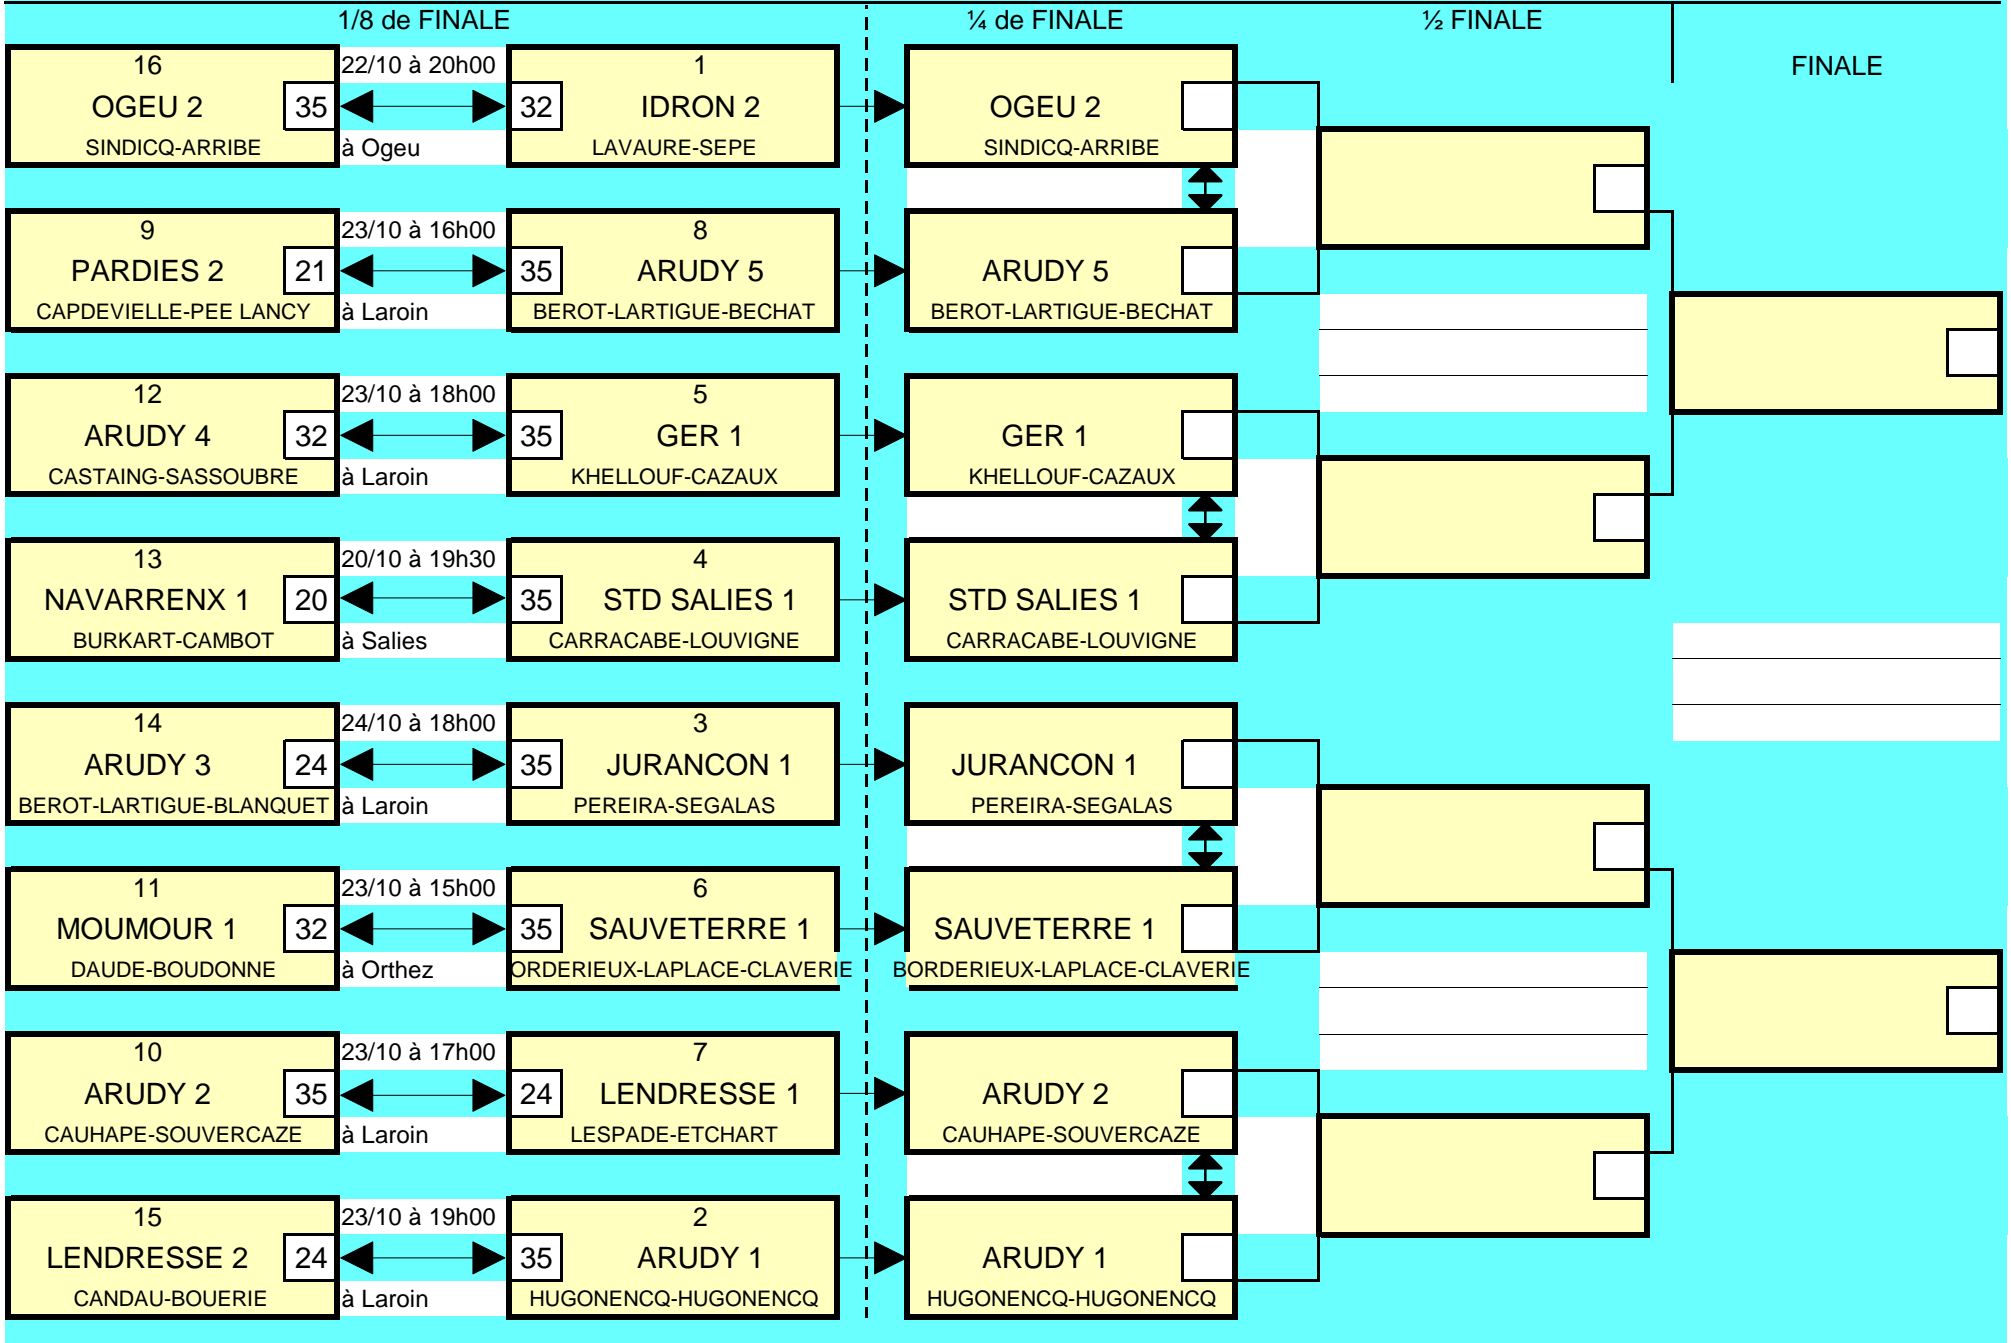 1/8 de FINALE
¼ de FINALE
½ FINALE
FINALE
16
22/10 à 20h00
1
OGEU 2
35
32
IDRON 2
OGEU 2
SINDICQ-ARRIBE
à Ogeu
LAVAURE-SEPE
SINDICQ-ARRIBE
9
23/10 à 16h00
8
PARDIES 2
21
35
ARUDY 5
ARUDY 5
CAPDEVIELLE-PEE LANCY
à Laroin
BEROT-LARTIGUE-BECHAT
BEROT-LARTIGUE-BECHAT
12
23/10 à 18h00
5
ARUDY 4
32
35
GER 1
GER 1
CASTAING-SASSOUBRE
à Laroin
KHELLOUF-CAZAUX
KHELLOUF-CAZAUX
13
20/10 à 19h30
4
NAVARRENX 1
20
35
STD SALIES 1
STD SALIES 1
BURKART-CAMBOT
à Salies
CARRACABE-LOUVIGNE
CARRACABE-LOUVIGNE
14
24/10 à 18h00
3
ARUDY 3
24
35
JURANCON 1
JURANCON 1
BEROT-LARTIGUE-BLANQUET
à Laroin
PEREIRA-SEGALAS
PEREIRA-SEGALAS
11
23/10 à 15h00
6
MOUMOUR 1
32
35
SAUVETERRE 1
SAUVETERRE 1
DAUDE-BOUDONNE
à Orthez
ORDERIEUX-LAPLACE-CLAVERIE
BORDERIEUX-LAPLACE-CLAVERIE
10
23/10 à 17h00
7
ARUDY 2
35
24
LENDRESSE 1
ARUDY 2
CAUHAPE-SOUVERCAZE
à Laroin
LESPADE-ETCHART
CAUHAPE-SOUVERCAZE
15
23/10 à 19h00
2
LENDRESSE 2
24
35
ARUDY 1
ARUDY 1
CANDAU-BOUERIE
à Laroin
HUGONENCQ-HUGONENCQ
HUGONENCQ-HUGONENCQ